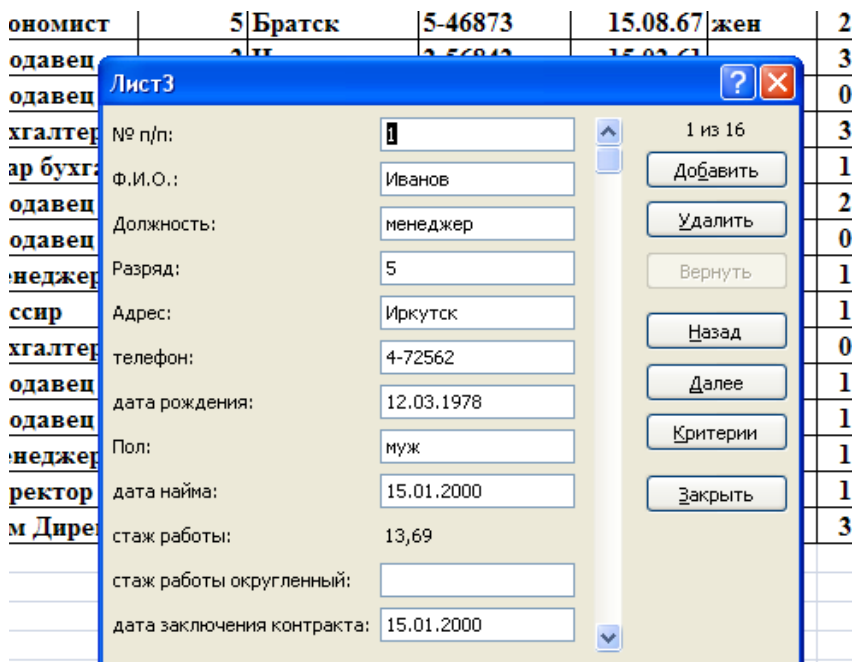 ономист 5 Братск 5-46873 15.08.67 жен 2
одавец 3
одавец 0
Лист3
хгалтер 3
№ п/п: 1 1 из 16
ар бухга 1
Ф.И.О.: Иванов Добавить
одавец 2
Должность: менеджер Удалить
одавец 0
Разряд: 5 Вернуть
енеджер 1
Адрес: Иркутск Назад
ссир 1
хгалтер 0
телефон: 4-72562 Далее
одавец 1
дата рождения: 12.03.1978 Критерии
одавец 1
Пол: муж
енеджер 1
дата найма: 15.01.2000 Закрыть
ректор 1
стаж работы: 13,69
м Дирек 3
стаж работы округленный:
дата заключения контракта: 15.01.2000